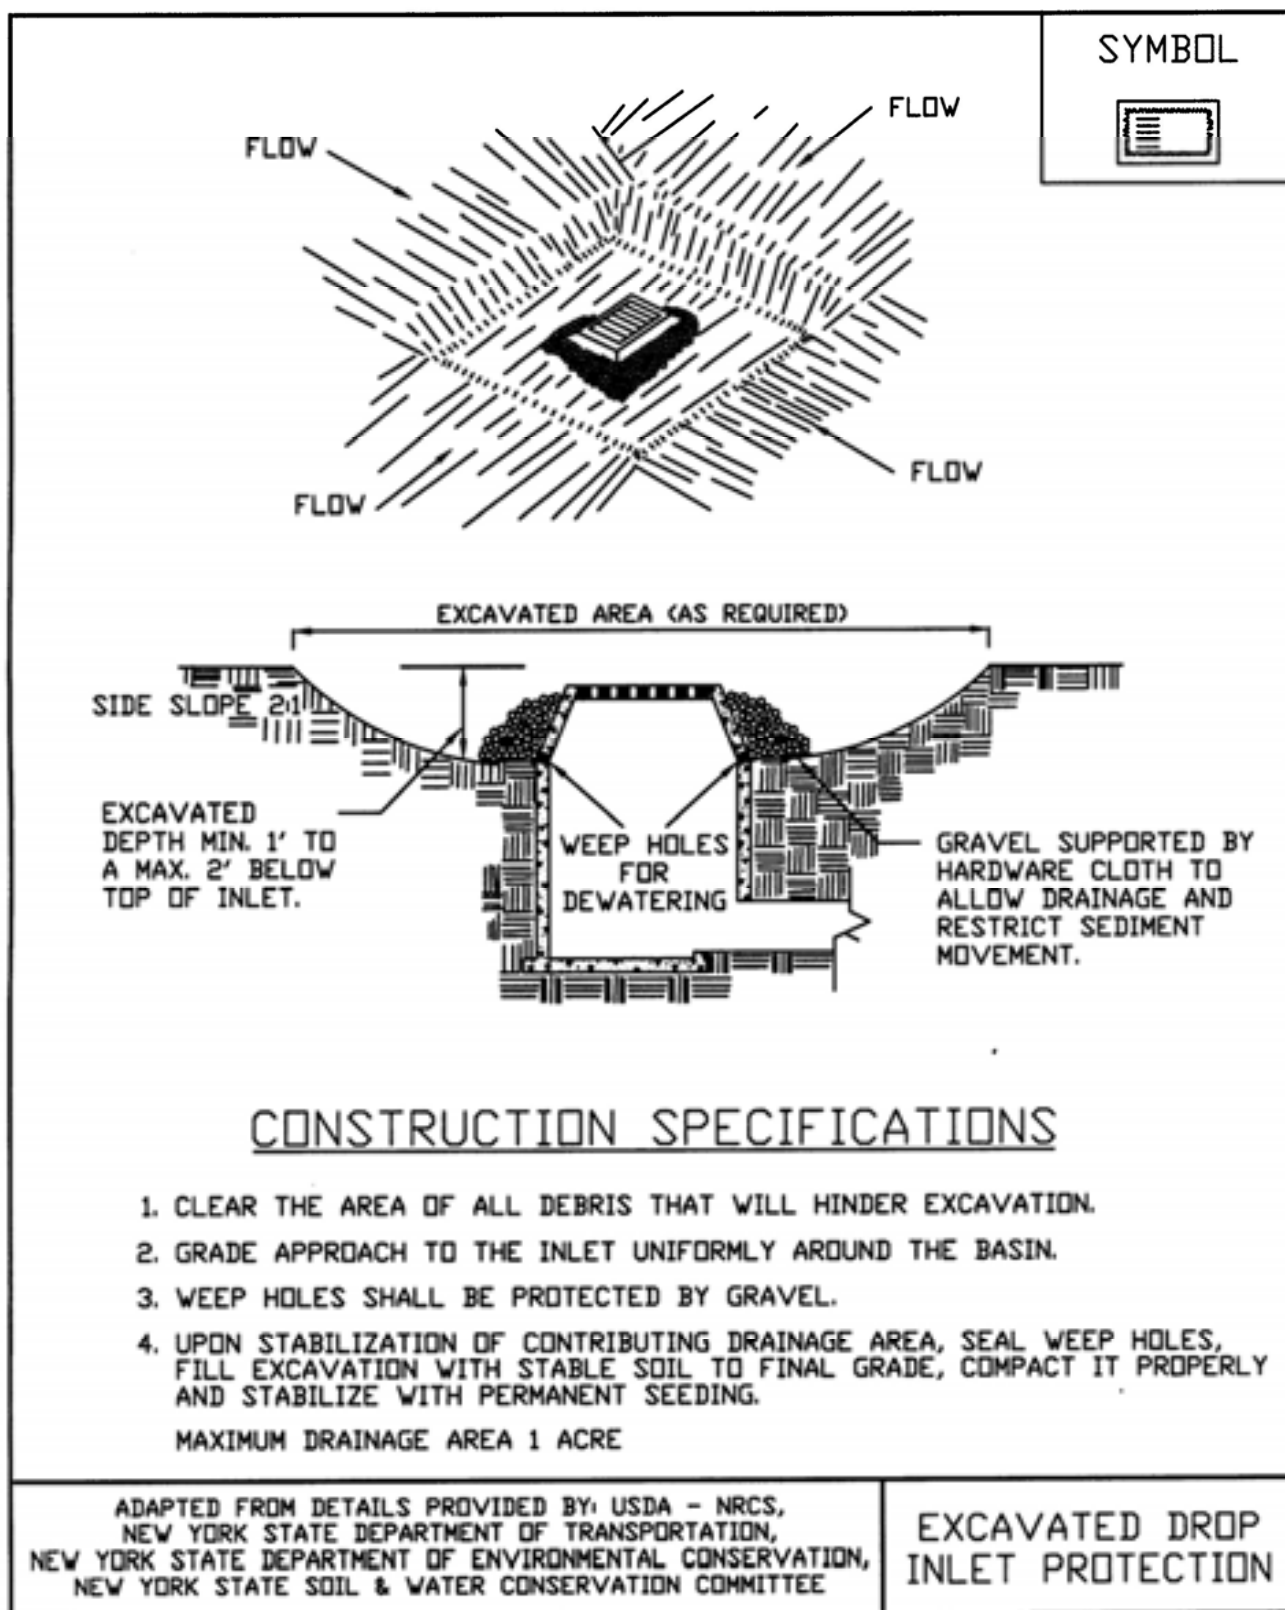 SYMBOL
FLOW
FLOW
FLOW
FLOW
EXCAVATED AREA (AS REQUIRED)
SIDE SLOPE 2:1
EXCAVATED
DEPTH MIN. 1' TO
A MAX. 2' BELOW
TOP OF INLET.
WEEP HOLES
FOR
DEWATERING
GRAVEL SUPPORTED BY
HARDWARE CLOTH TO
ALLOW DRAINAGE AND
RESTRICT SEDIMENT
MOVEMENT.
CONSTRUCTION SPECIFICATIONS
1. CLEAR THE AREA OF ALL DEBRIS THAT WILL HINDER EXCAVATION.
2. GRADE APPROACH TO THE INLET UNIFORMLY AROUND THE BASIN.
3. WEEP HOLES SHALL BE PROTECTED BY GRAVEL.
4. UPON STABILIZATION OF CONTRIBUTING DRAINAGE AREA, SEAL WEEP HOLES,
FILL EXCAVATION WITH STABLE SOIL TO FINAL GRADE, COMPACT IT PROPERLY
AND STABILIZE WITH PERMANENT SEEDING.
MAXIMUM DRAINAGE AREA 1 ACRE
ADAPTED FROM DETAILS PROVIDED BY: USDA - NRCS,
NEW YORK STATE DEPARTMENT OF TRANSPORTATION,
NEW YORK STATE DEPARTMENT OF ENVIRONMENTAL CONSERVATION,
NEW YORK STATE SOIL & WATER CONSERVATION COMMITTEE
EXCAVATED DROP
INLET PROTECTION